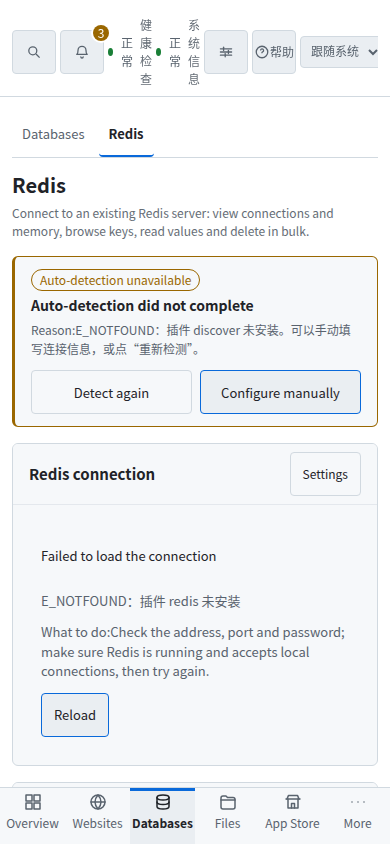 3
正常
健康检查
正常
系统信息
帮助
跟随系统
Databases
Redis
Redis
Connect to an existing Redis server: view connections and
memory, browse keys, read values and delete in bulk.
Auto-detection unavailable
Auto-detection did not complete
Reason:E_NOTFOUND：插件 discover 未安装。可以手动填
写连接信息，或点“重新检测”。
Detect again
Configure manually
Redis connection
Settings
Failed to load the connection
E_NOTFOUND：插件 redis 未安装
What to do:Check the address, port and password;
make sure Redis is running and accepts local
connections, then try again.
Reload
Overview
Websites
Databases
Files
App Store
More